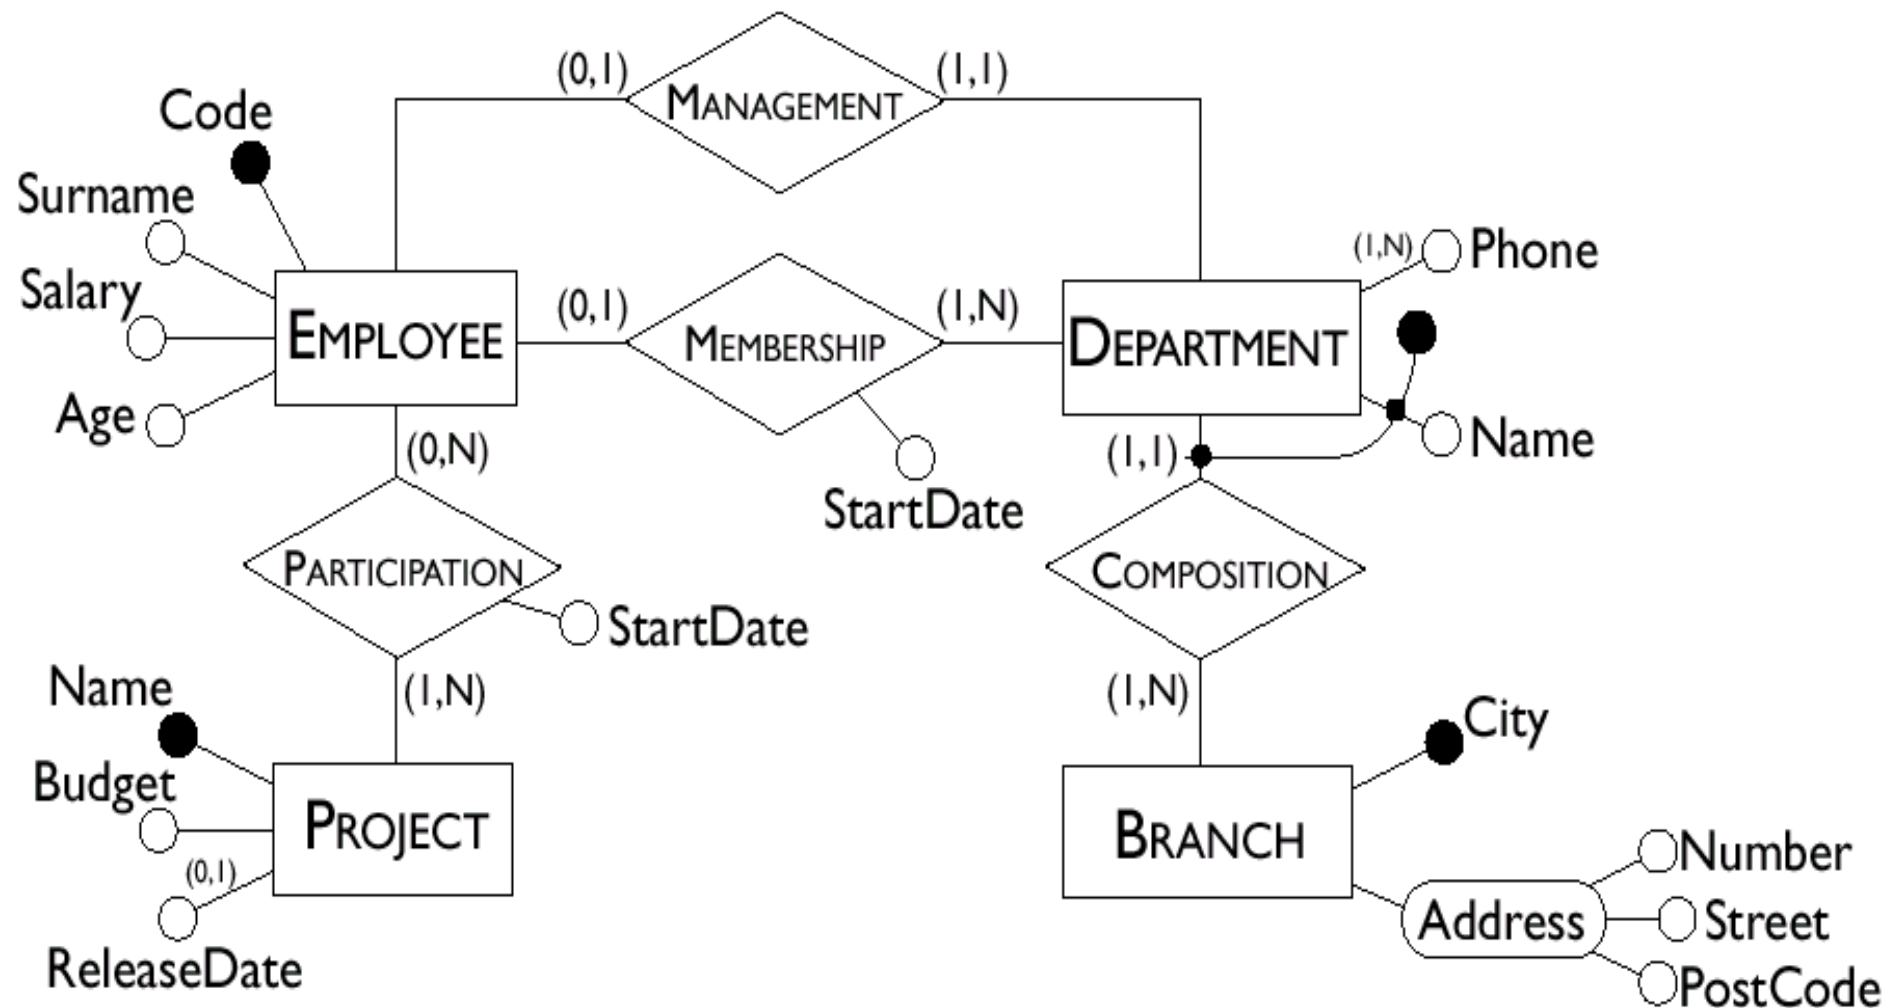 (0,1)
MANAGEMENT
(1,1)
Code
Surname
Salary
Age
EMPLOYEE
(0,1)
MEMBERSHIP
(1,N)
StartDate
DEPARTMENT
(1,N)
Phone
Name
(0,N)
PARTICIPATION
StartDate
(1,N)
(1,1)
COMPOSITION
(1,N)
Name
Budget
(0,1)
ReleaseDate
PROJECT
BRANCH
City
Address
Number
Street
PostCode